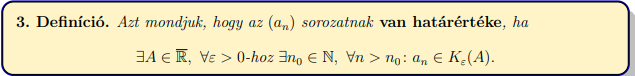 3. Definíció. Azt mondjuk, hogy az (aₙ) sorozatnak van határértéke, ha
∃A ∈ ℝ̅, ∀ε > 0-hoz ∃n₀ ∈ ℕ, ∀n > n₀: aₙ ∈ K_ε(A).